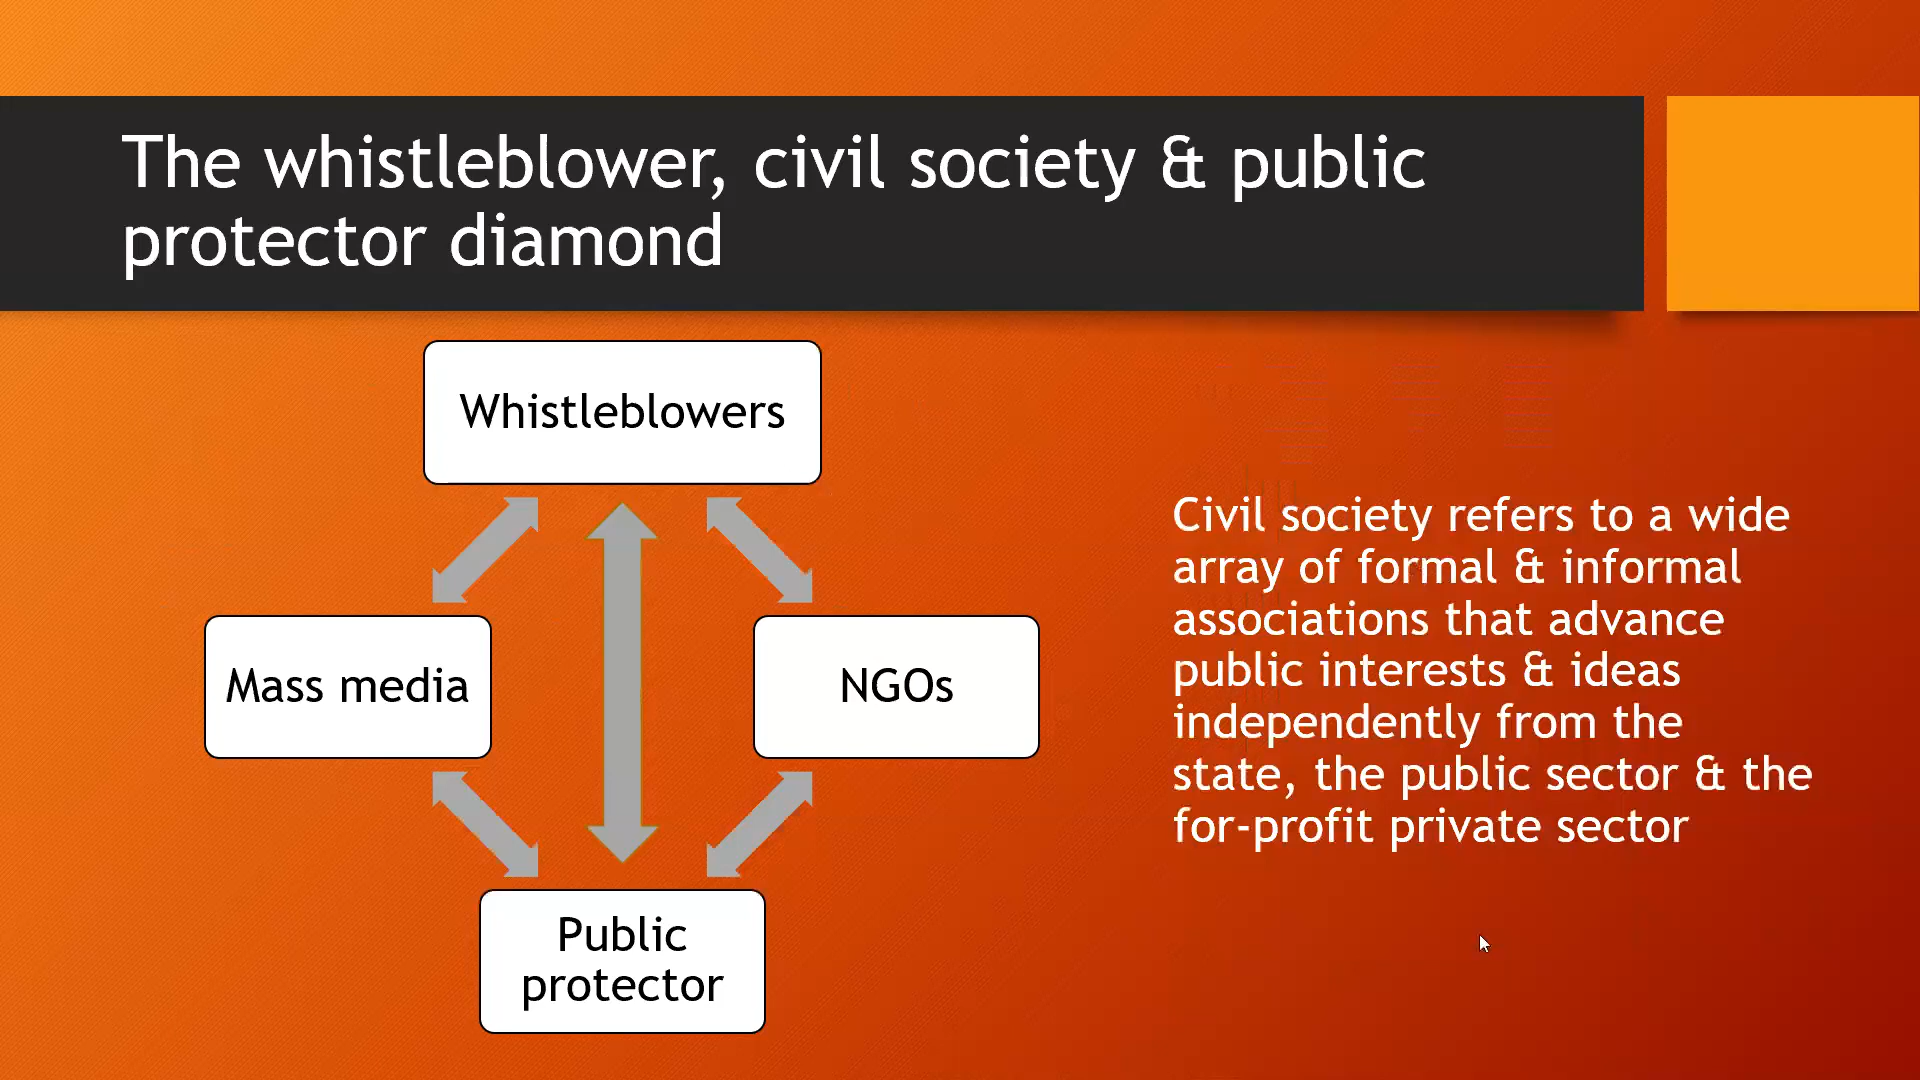 The whistleblower, civil society & public
protector diamond
Whistleblowers
Mass media
NGOs
Public
protector
Civil society refers to a wide
array of formal & informal
associations that advance
public interests & ideas
independently from the
state, the public sector & the
for-profit private sector